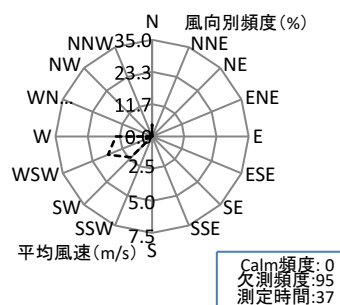 N 風向別頻度(%)
35.0
NNW NNE
NW 23.3 NE
WN... 11.7 ENE
W 0.0 E
WSW 2.5 ESE
SW 5.0 SE
SSW 7.5 SSE
平均風速(m/s) S
Calm頻度: 0
欠測頻度:95
測定時間:37